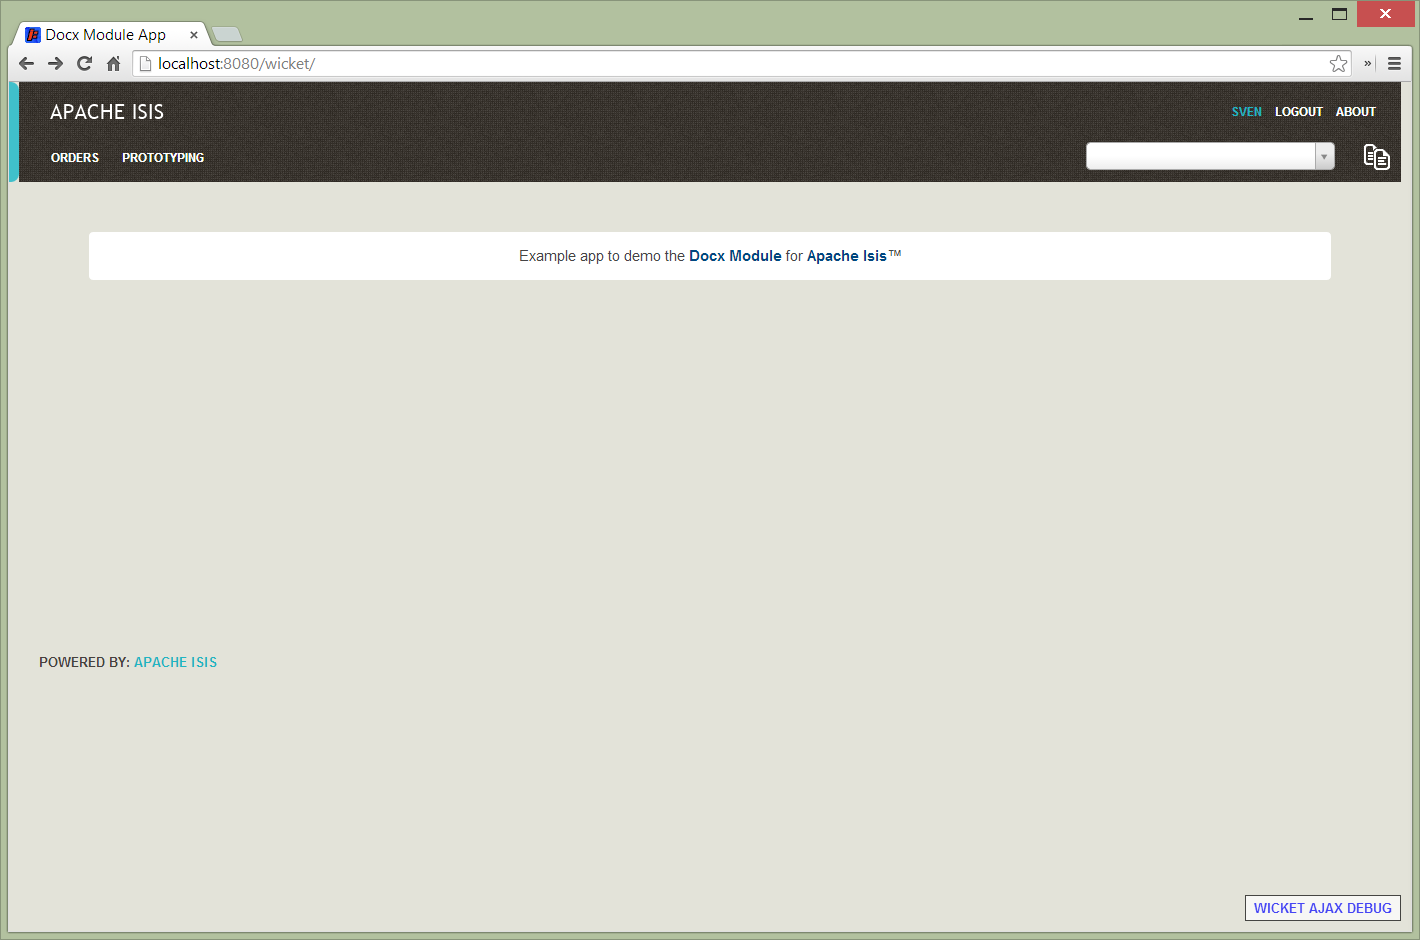 Docx Module App
localhost:8080/wicket/
APACHE ISIS
SVEN LOGOUT ABOUT
ORDERS PROTOTYPING
Example app to demo the Docx Module for Apache Isis™
POWERED BY: APACHE ISIS
WICKET AJAX DEBUG